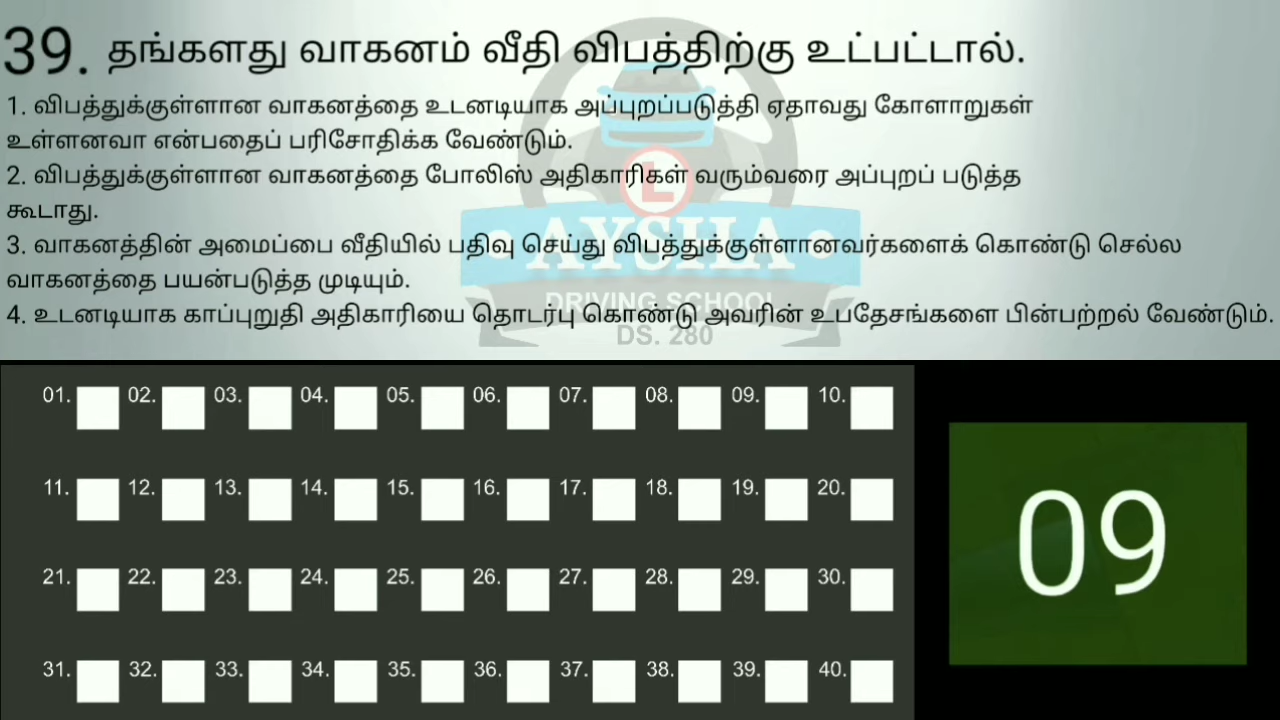 39. தங்களது வாகனம் வீதி விபத்திற்கு உட்பட்டால்.
1. விபத்துக்குள்ளான வாகனத்தை உடனடியாக அப்புறப்படுத்தி ஏதாவது கோளாறுகள்
உள்ளனவா என்பதைப் பரிசோதிக்க வேண்டும்.
2. விபத்துக்குள்ளான வாகனத்தை போலிஸ் அதிகாரிகள் வரும்வரை அப்புறப் படுத்த
கூடாது.
3. வாகனத்தின் அமைப்பை வீதியில் பதிவு செய்து விபத்துக்குள்ளானவர்களைக் கொண்டு செல்ல
வாகனத்தை பயன்படுத்த முடியும்.
4. உடனடியாக காப்புறுதி அதிகாரியை தொடர்பு கொண்டு அவரின் உபதேசங்களை பின்பற்றல் வேண்டும்.
L
AYSHA
DRIVING SCHOOL
DS. 280
01. 02. 03. 04. 05. 06. 07. 08. 09. 10.
11. 12. 13. 14. 15. 16. 17. 18. 19. 20.
21. 22. 23. 24. 25. 26. 27. 28. 29. 30.
31. 32. 33. 34. 35. 36. 37. 38. 39. 40.
09